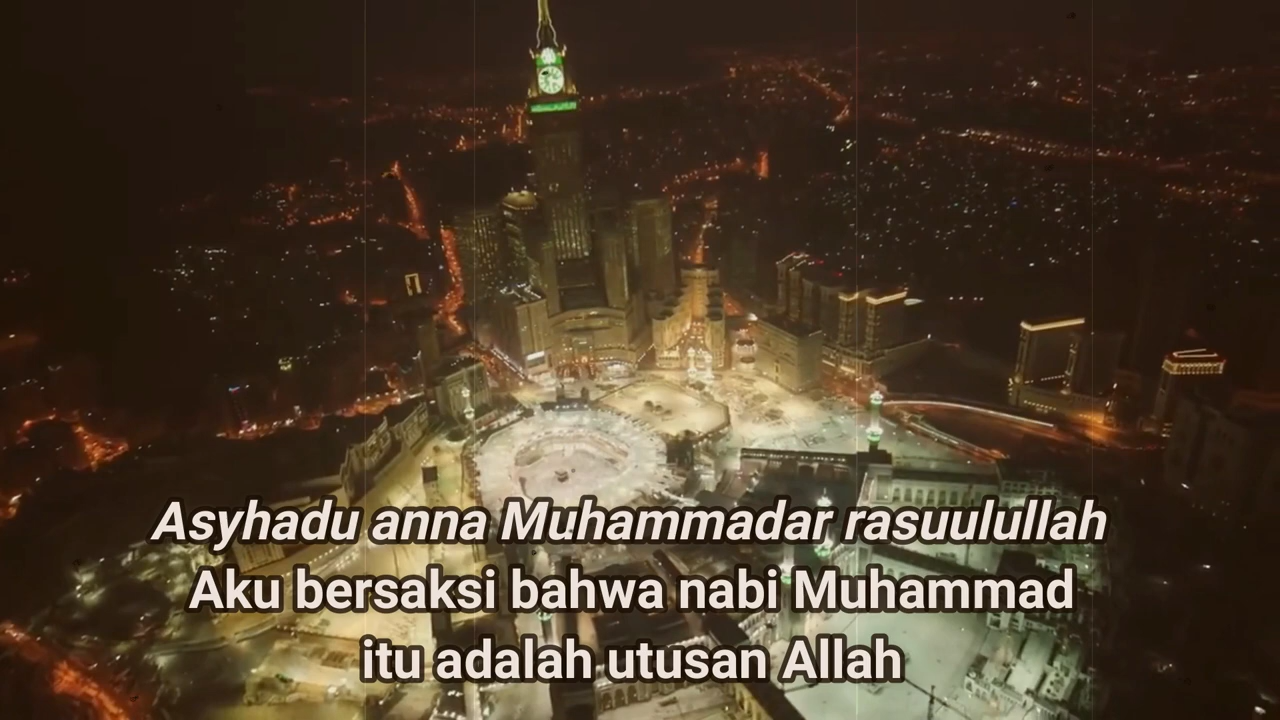 Asyhadu anna Muhammadar rasuulullah
Aku bersaksi bahwa nabi Muhammad
itu adalah utusan Allah